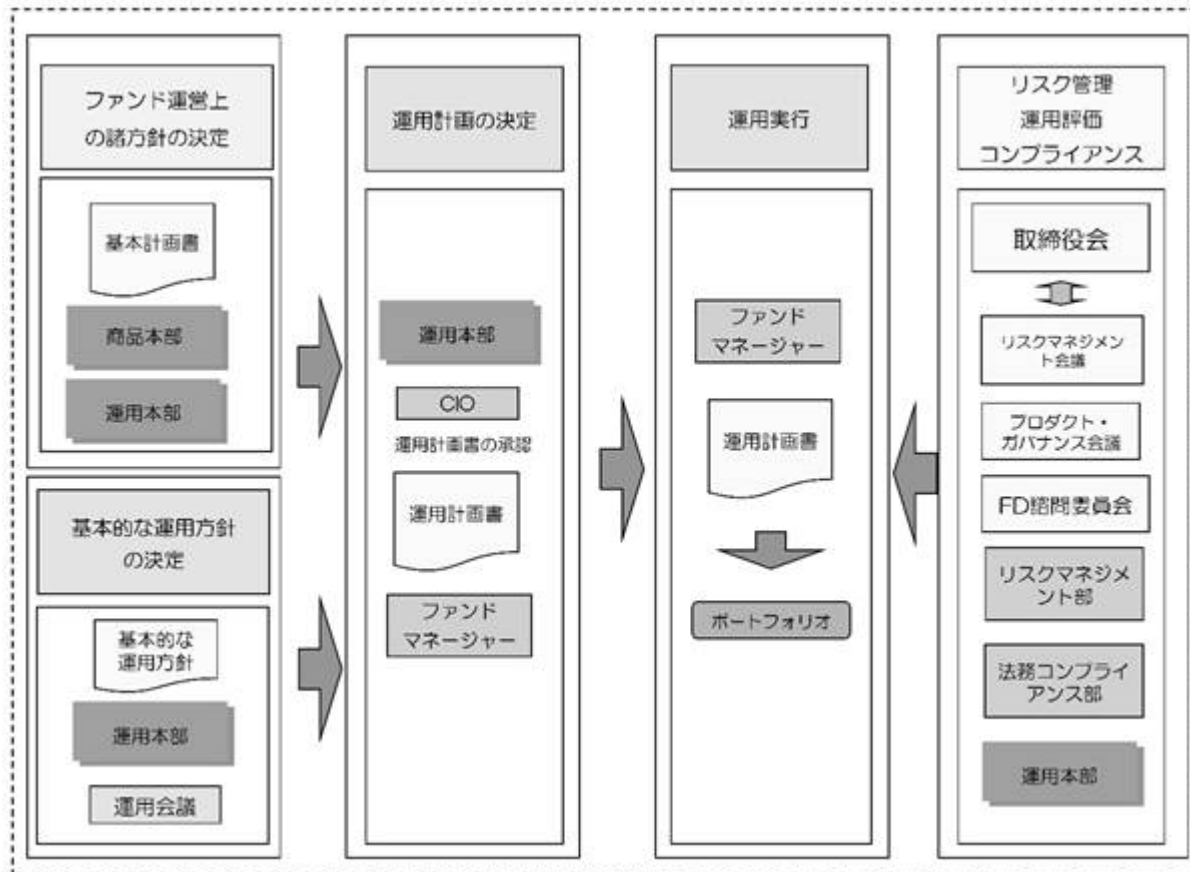 ファンド運営上
の諸方針の決定
基本計画書
商品本部
運用本部
基本的な運用方針
の決定
基本的な
運用方針
運用本部
運用会議
運用計画の決定
運用本部
CIO
運用計画書の承認
運用計画書
ファンド
マネージャー
運用実行
ファンド
マネージャー
運用計画書
ポートフォリオ
リスク管理
運用評価
コンプライアンス
取締役会
リスクマネジメン
ト会議
プロダクト・
ガバナンス会議
FD諮問委員会
リスクマネジメ
ント部
法務コンプライ
アンス部
運用本部